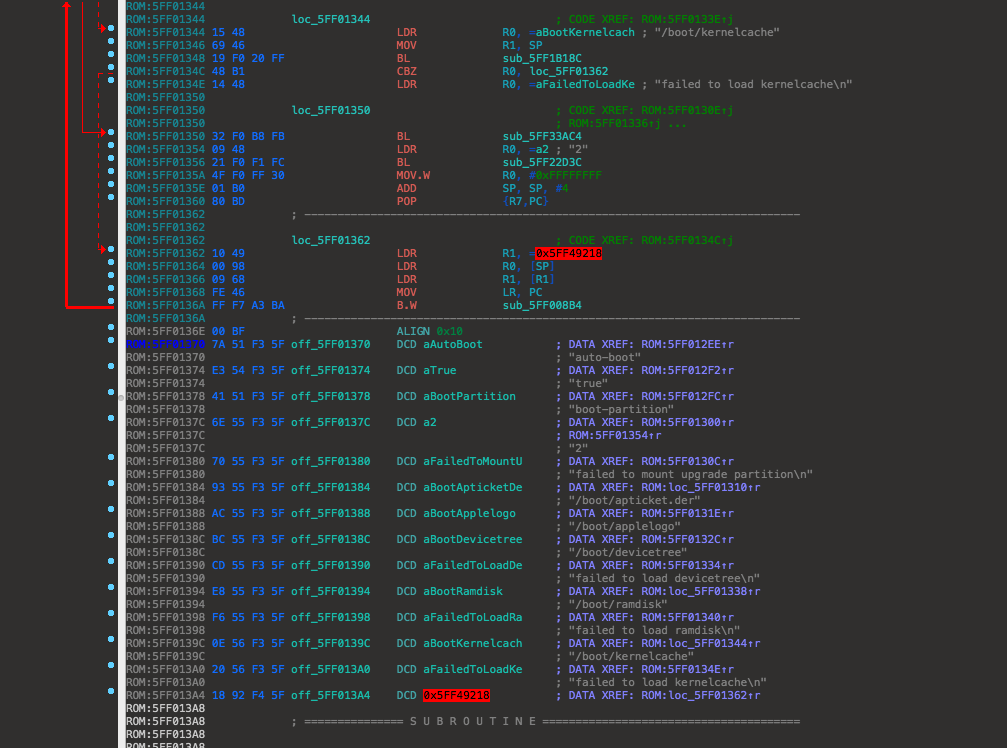 ROM:5FF01344
ROM:5FF01344 loc_5FF01344 ; CODE XREF: ROM:5FF0133E↑j
ROM:5FF01344 15 48 LDR R0, =aBootKernelcach ; "/boot/kernelcache"
ROM:5FF01346 69 46 MOV R1, SP
ROM:5FF01348 19 F0 20 FF BL sub_5FF1B18C
ROM:5FF0134C 48 B1 CBZ R0, loc_5FF01362
ROM:5FF0134E 14 48 LDR R0, =aFailedToLoadKe ; "failed to load kernelcache\n"
ROM:5FF01350
ROM:5FF01350 loc_5FF01350 ; CODE XREF: ROM:5FF0130E↑j
ROM:5FF01350 ; ROM:5FF01336↑j ...
ROM:5FF01350 32 F0 B8 FB BL sub_5FF33AC4
ROM:5FF01354 09 48 LDR R0, =a2 ; "2"
ROM:5FF01356 21 F0 F1 FC BL sub_5FF22D3C
ROM:5FF0135A 4F F0 FF 30 MOV.W R0, #0xFFFFFFFF
ROM:5FF0135E 01 B0 ADD SP, SP, #4
ROM:5FF01360 80 BD POP {R7,PC}
ROM:5FF01362 ; ---------------------------------------------------------------------------
ROM:5FF01362
ROM:5FF01362 loc_5FF01362 ; CODE XREF: ROM:5FF0134C↑j
ROM:5FF01362 10 49 LDR R1, =0x5FF49218
ROM:5FF01364 00 98 LDR R0, [SP]
ROM:5FF01366 09 68 LDR R1, [R1]
ROM:5FF01368 FE 46 MOV LR, PC
ROM:5FF0136A FF F7 A3 BA B.W sub_5FF008B4
ROM:5FF0136A ; ---------------------------------------------------------------------------
ROM:5FF0136E 00 BF ALIGN 0x10
ROM:5FF01370 7A 51 F3 5F off_5FF01370 DCD aAutoBoot ; DATA XREF: ROM:5FF012EE↑r
ROM:5FF01370 ; "auto-boot"
ROM:5FF01374 E3 54 F3 5F off_5FF01374 DCD aTrue ; DATA XREF: ROM:5FF012F2↑r
ROM:5FF01374 ; "true"
ROM:5FF01378 41 51 F3 5F off_5FF01378 DCD aBootPartition ; DATA XREF: ROM:5FF012FC↑r
ROM:5FF01378 ; "boot-partition"
ROM:5FF0137C 6E 55 F3 5F off_5FF0137C DCD a2 ; DATA XREF: ROM:5FF01300↑r
ROM:5FF0137C ; ROM:5FF01354↑r
ROM:5FF0137C ; "2"
ROM:5FF01380 70 55 F3 5F off_5FF01380 DCD aFailedToMountU ; DATA XREF: ROM:5FF0130C↑r
ROM:5FF01380 ; "failed to mount upgrade partition\n"
ROM:5FF01384 93 55 F3 5F off_5FF01384 DCD aBootApticketDe ; DATA XREF: ROM:loc_5FF01310↑r
ROM:5FF01384 ; "/boot/apticket.der"
ROM:5FF01388 AC 55 F3 5F off_5FF01388 DCD aBootApplelogo ; DATA XREF: ROM:5FF0131E↑r
ROM:5FF01388 ; "/boot/applelogo"
ROM:5FF0138C BC 55 F3 5F off_5FF0138C DCD aBootDevicetree ; DATA XREF: ROM:5FF0132C↑r
ROM:5FF0138C ; "/boot/devicetree"
ROM:5FF01390 CD 55 F3 5F off_5FF01390 DCD aFailedToLoadDe ; DATA XREF: ROM:5FF01334↑r
ROM:5FF01390 ; "failed to load devicetree\n"
ROM:5FF01394 E8 55 F3 5F off_5FF01394 DCD aBootRamdisk ; DATA XREF: ROM:loc_5FF01338↑r
ROM:5FF01394 ; "/boot/ramdisk"
ROM:5FF01398 F6 55 F3 5F off_5FF01398 DCD aFailedToLoadRa ; DATA XREF: ROM:5FF01340↑r
ROM:5FF01398 ; "failed to load ramdisk\n"
ROM:5FF0139C 0E 56 F3 5F off_5FF0139C DCD aBootKernelcach ; DATA XREF: ROM:loc_5FF01344↑r
ROM:5FF0139C ; "/boot/kernelcache"
ROM:5FF013A0 20 56 F3 5F off_5FF013A0 DCD aFailedToLoadKe ; DATA XREF: ROM:5FF0134E↑r
ROM:5FF013A0 ; "failed to load kernelcache\n"
ROM:5FF013A4 18 92 F4 5F off_5FF013A4 DCD 0x5FF49218 ; DATA XREF: ROM:loc_5FF01362↑r
ROM:5FF013A8
ROM:5FF013A8 ; =============== S U B R O U T I N E =======================================
ROM:5FF013A8
ROM:5FF013A8